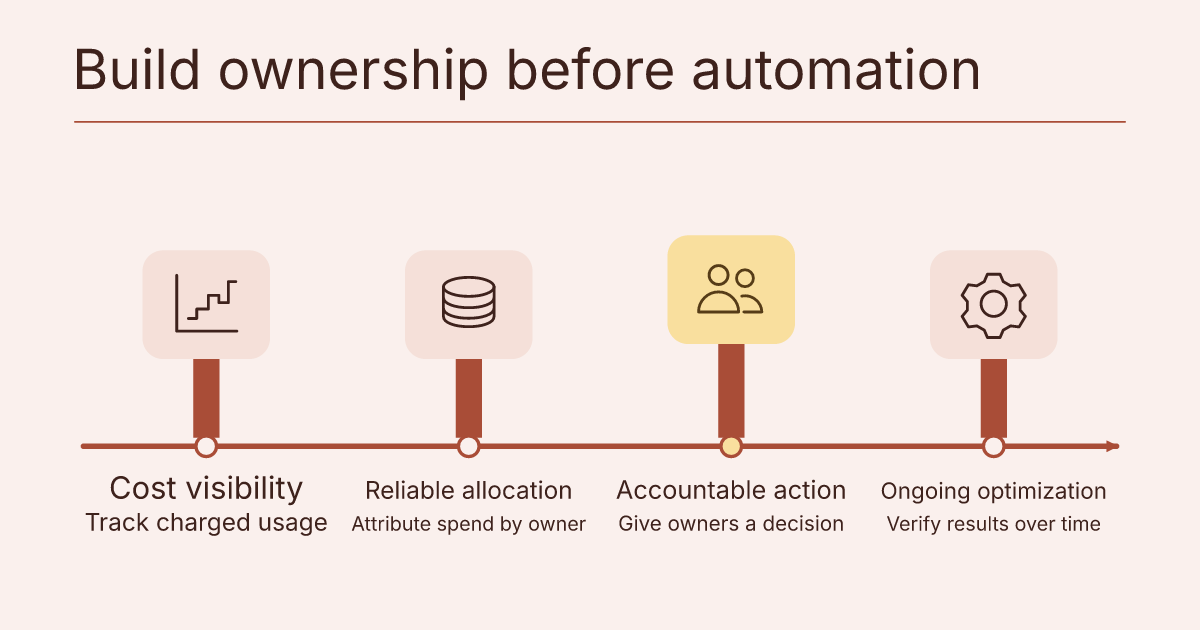 Build ownership before automation
Cost visibility
Track charged usage
Reliable allocation
Attribute spend by owner
Accountable action
Give owners a decision
Ongoing optimization
Verify results over time